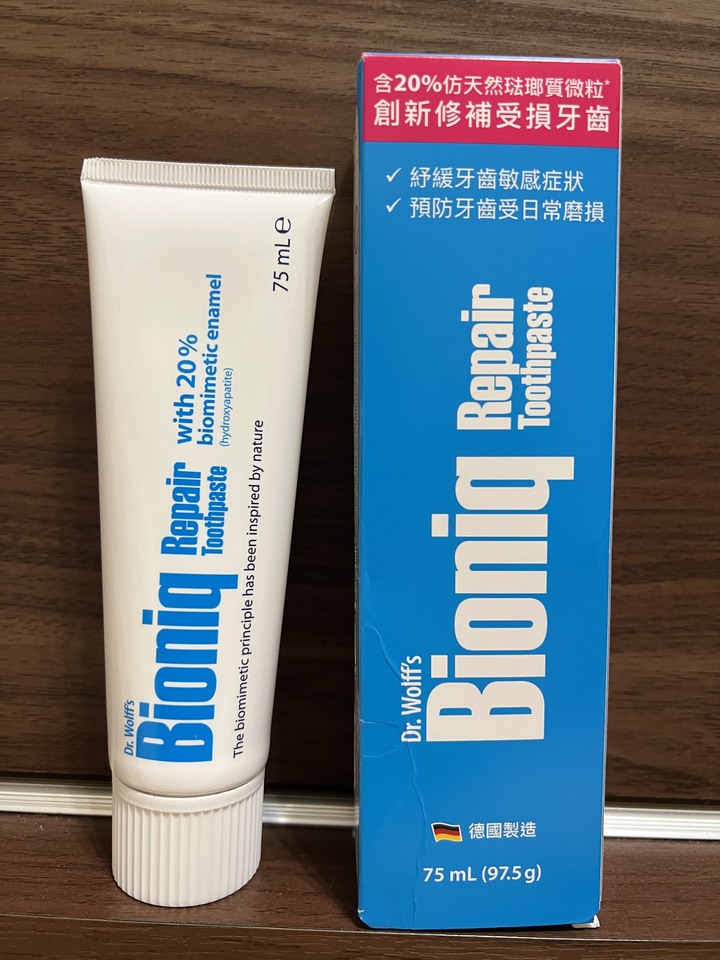 75 mL ℮
with 20%
biomimetic enamel
(hydroxyapatite)
Dr. Wolff's
Bioniq
Repair
Toothpaste
The biomimetic principle has been inspired by nature
含20%仿天然琺瑯質微粒*
創新修補受損牙齒
✓ 紓緩牙齒敏感症狀
✓ 預防牙齒受日常磨損
Dr. Wolff's
Bioniq
Repair
Toothpaste
德國製造
75 mL (97.5 g)